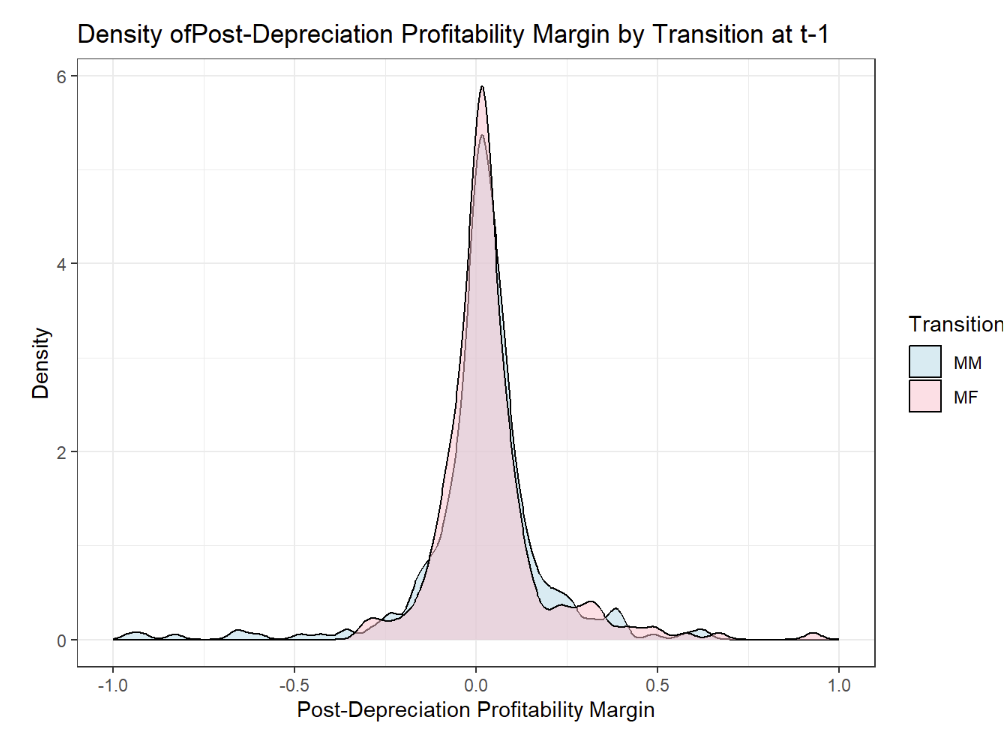 Density ofPost-Depreciation Profitability Margin by Transition at t-1
6
4
2
0
Density
-1.0 -0.5 0.0 0.5 1.0
Post-Depreciation Profitability Margin
Transition
MM
MF